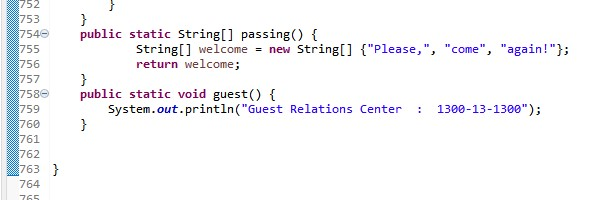 752         }
753     }
754     public static String[] passing() {
755             String[] welcome = new String[] {"Please,", "come", "again!"};
756             return welcome;
757     }
758     public static void guest() {
759         System.out.println("Guest Relations Center  :  1300-13-1300");
760     }
761
762
763 }
764
765